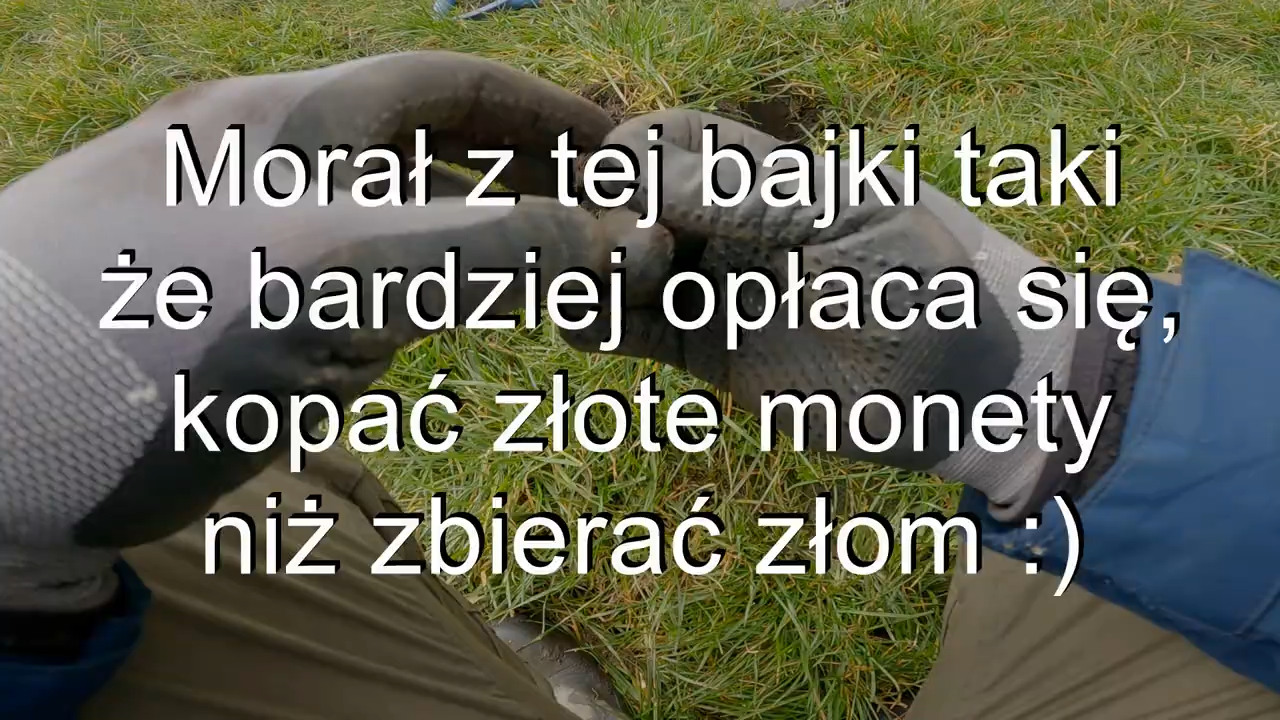 Morał z tej bajki taki
że bardziej opłaca się,
kopać złote monety
niż zbierać złom :)